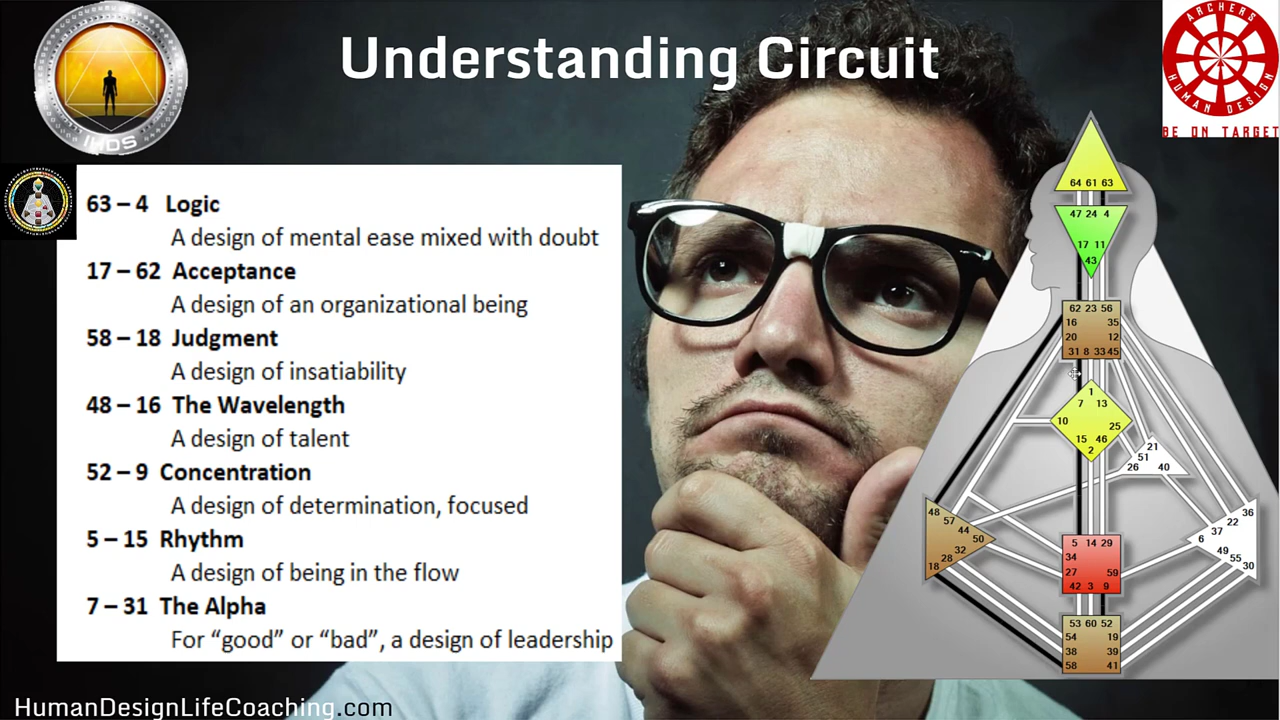 Understanding Circuit
IHDS
ARCHERS
HUMAN DESIGN
BE ON TARGET
63 – 4 Logic
A design of mental ease mixed with doubt
17 – 62 Acceptance
A design of an organizational being
58 – 18 Judgment
A design of insatiability
48 – 16 The Wavelength
A design of talent
52 – 9 Concentration
A design of determination, focused
5 – 15 Rhythm
A design of being in the flow
7 – 31 The Alpha
For “good” or “bad”, a design of leadership
64 61 63
47 24 4
17 11
43
62 23 56
16 35
20 12
31 8 33 45
1
7 13
10 25
15 46
2
21
51
26 40
48
57
44
50
32
28
18
36
22
37
6
49
55
30
5 14 29
34
27 59
42 3 9
53 60 52
54 19
38 39
58 41
HumanDesignLifeCoaching.com